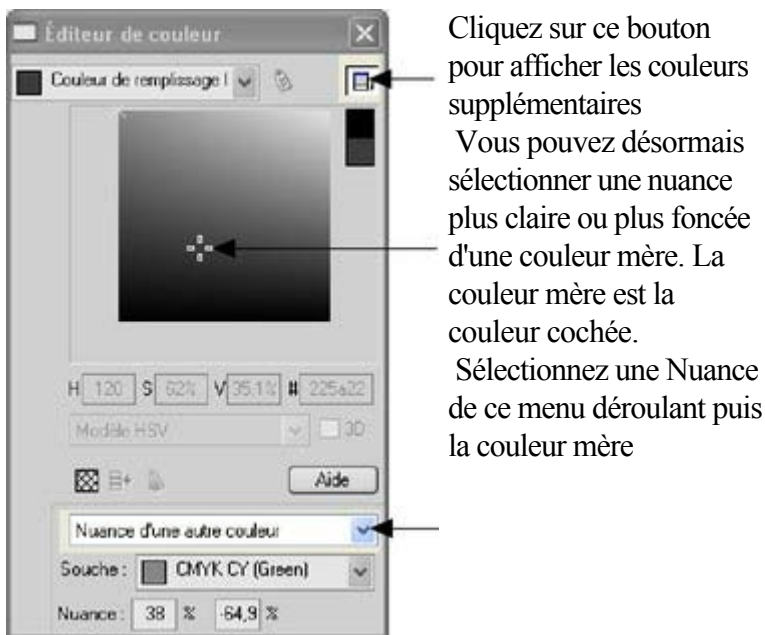 Éditeur de couleur
Couleur de remplissage l
H 120 S 62% V 35.1% # 225a22
Modèle HSV 3D
Aide
Nuance d'une autre couleur
Souche : CMYK CY (Green)
Nuance : 38 % -64,9 %
Cliquez sur ce bouton
pour afficher les couleurs
supplémentaires
Vous pouvez désormais
sélectionner une nuance
plus claire ou plus foncée
d'une couleur mère. La
couleur mère est la
couleur cochée.
Sélectionnez une Nuance
de ce menu déroulant puis
la couleur mère